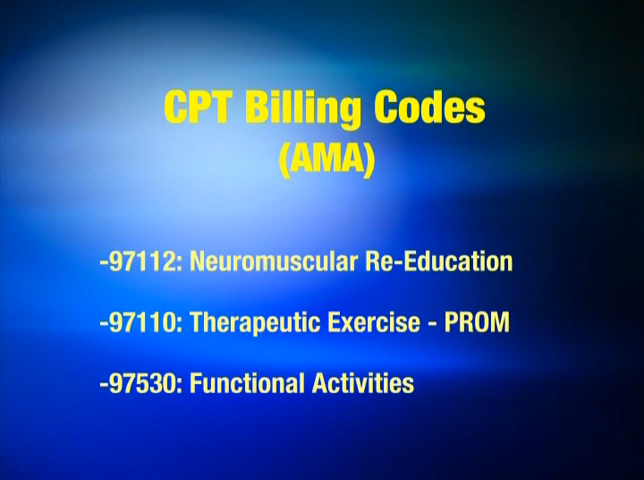 CPT Billing Codes
(AMA)
-97112: Neuromuscular Re-Education
-97110: Therapeutic Exercise - PROM
-97530: Functional Activities